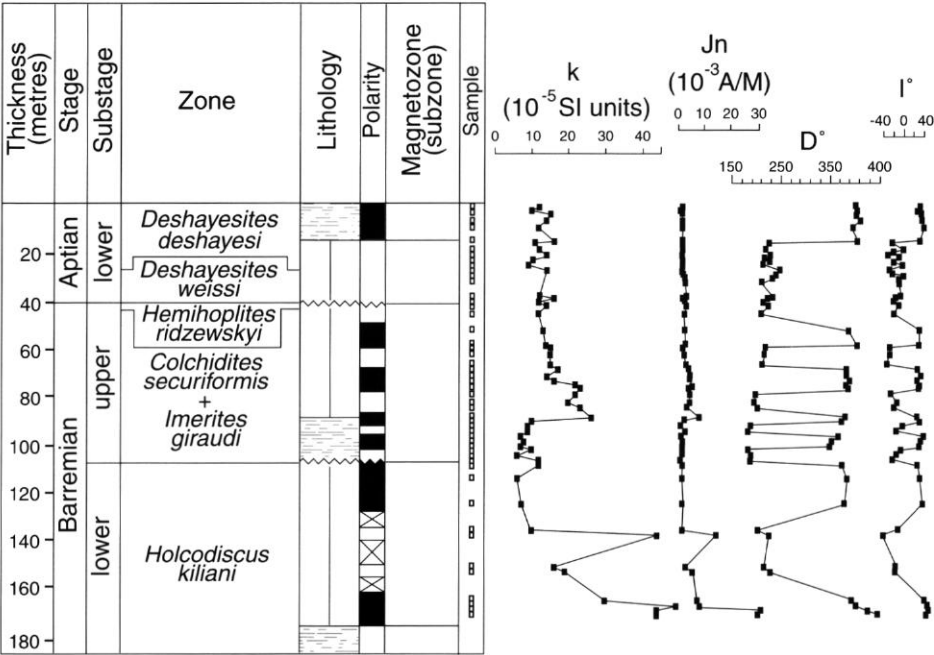 Thickness
(metres)
Stage
Substage
Zone
Lithology
Polarity
Magnetozone
(subzone)
Sample
k
(10⁻⁵SI units)
0 10 20 30 40
Jn
(10⁻³A/M)
0 10 30
D°
150 250 350 400
I°
-40 0 40
20
40
60
80
100
120
140
160
180
Aptian
Barremian
lower
upper
lower
Deshayesites
deshayesi
Deshayesites
weissi
Hemihoplites
ridzewskyi
Colchidites
securiformis
+
Imerites
giraudi
Holcodiscus
kiliani